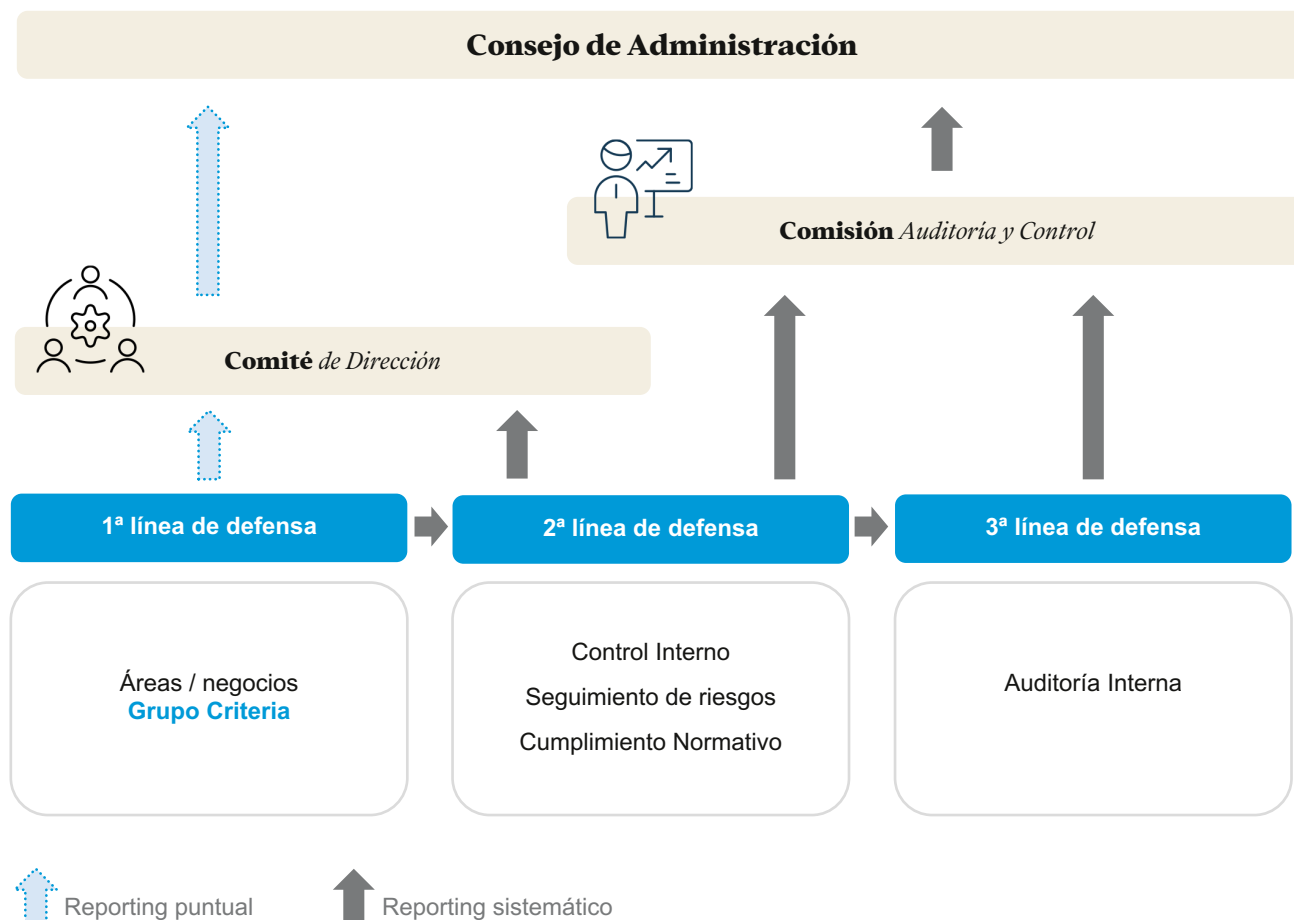 Consejo de Administración
Comisión Auditoría y Control
Comité de Dirección
1ª línea de defensa
2ª línea de defensa
3ª línea de defensa
Áreas / negocios
Grupo Criteria
Control Interno
Seguimiento de riesgos
Cumplimiento Normativo
Auditoría Interna
Reporting puntual
Reporting sistemático